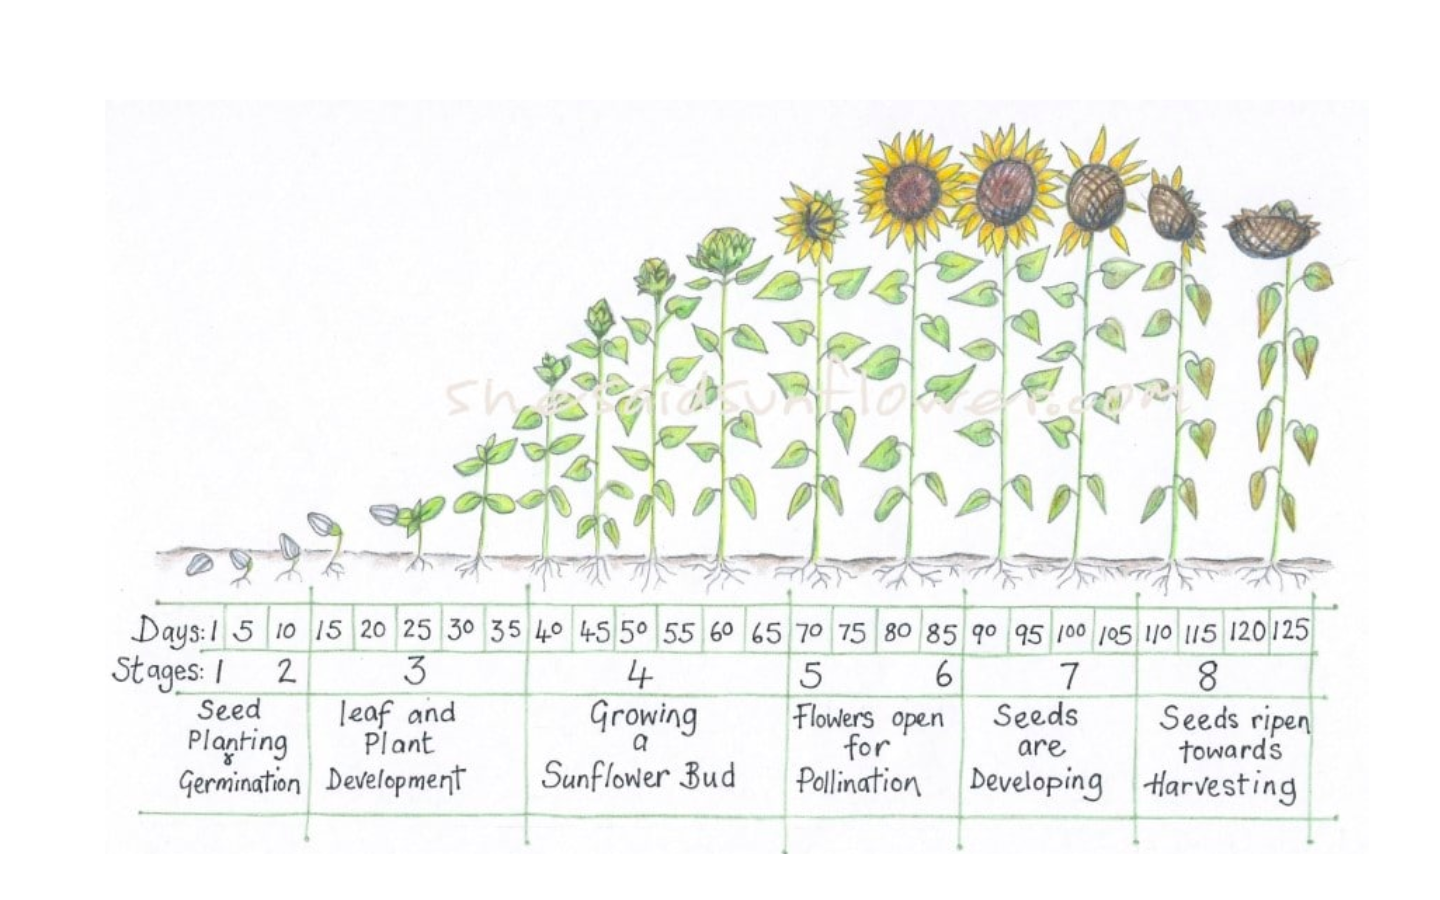 shesaidsunflower.com
Days: 1 5 10 15 20 25 30 35 40 45 50 55 60 65 70 75 80 85 90 95 100 105 110 115 120 125
Stages: 1 2 3 4 5 6 7 8
Seed
Planting
&
Germination
leaf and
Plant
Development
Growing
a
Sunflower Bud
Flowers open
for
Pollination
Seeds
are
Developing
Seeds ripen
towards
Harvesting